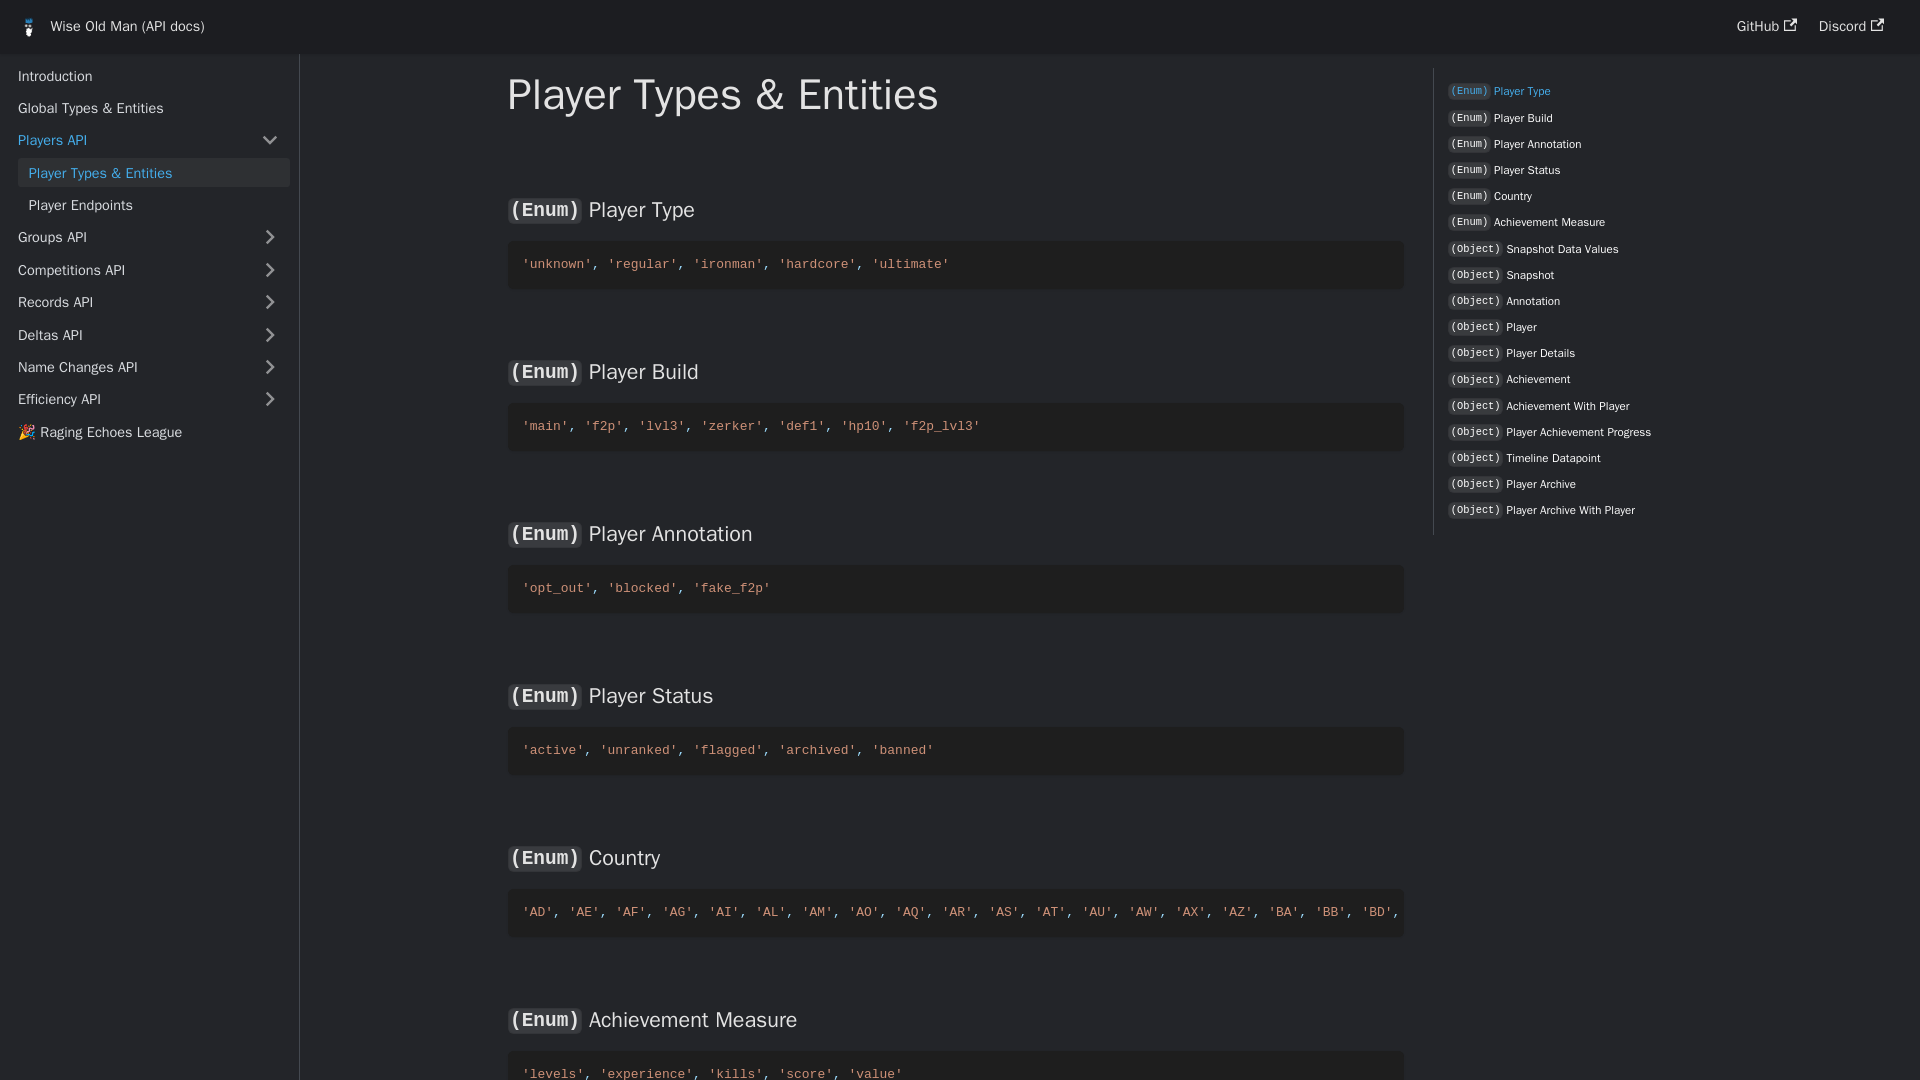 Wise Old Man (API docs)
GitHub
Discord
Introduction
Global Types & Entities
Players API
Player Types & Entities
Player Endpoints
Groups API
Competitions API
Records API
Deltas API
Name Changes API
Efficiency API
🎉 Raging Echoes League
Player Types & Entities
(Enum) Player Type
'unknown', 'regular', 'ironman', 'hardcore', 'ultimate'
(Enum) Player Build
'main', 'f2p', 'lvl3', 'zerker', 'def1', 'hp10', 'f2p_lvl3'
(Enum) Player Annotation
'opt_out', 'blocked', 'fake_f2p'
(Enum) Player Status
'active', 'unranked', 'flagged', 'archived', 'banned'
(Enum) Country
'AD', 'AE', 'AF', 'AG', 'AI', 'AL', 'AM', 'AO', 'AQ', 'AR', 'AS', 'AT', 'AU', 'AW', 'AX', 'AZ', 'BA', 'BB', 'BD',
(Enum) Achievement Measure
'levels', 'experience', 'kills', 'score', 'value'
(Enum) Player Type
(Enum) Player Build
(Enum) Player Annotation
(Enum) Player Status
(Enum) Country
(Enum) Achievement Measure
(Object) Snapshot Data Values
(Object) Snapshot
(Object) Annotation
(Object) Player
(Object) Player Details
(Object) Achievement
(Object) Achievement With Player
(Object) Player Achievement Progress
(Object) Timeline Datapoint
(Object) Player Archive
(Object) Player Archive With Player